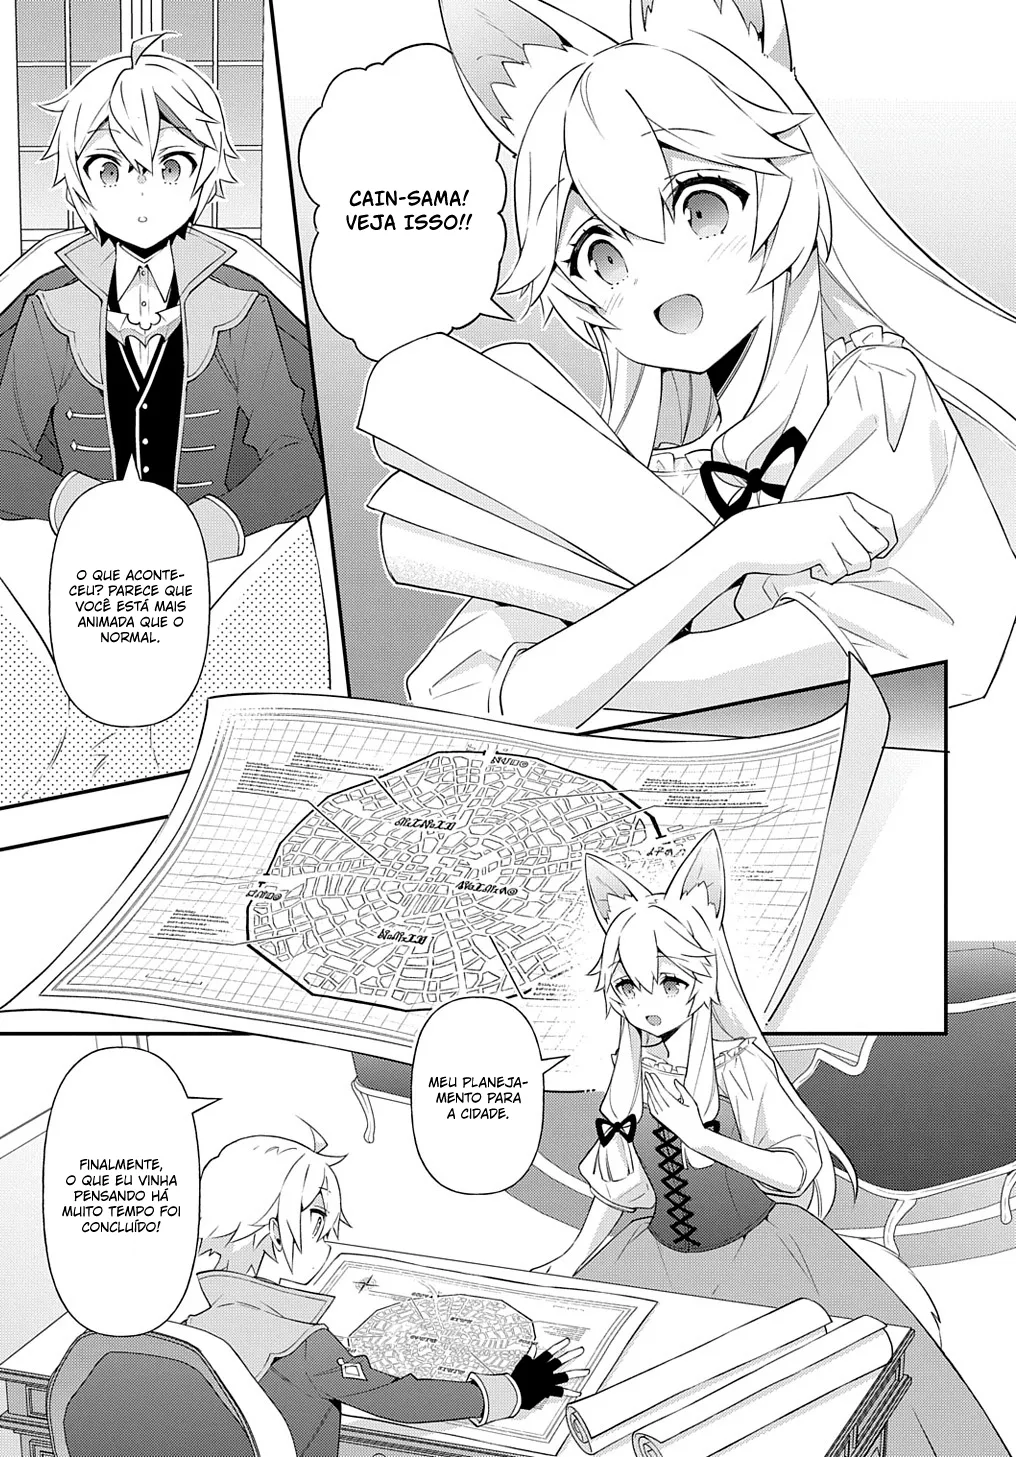 CAIN-SAMA!
VEJA ISSO!!
O QUE ACONTE-
CEU? PARECE QUE
VOCÊ ESTÁ MAIS
ANIMADA QUE O
NORMAL.
MEU PLANEJA-
MENTO PARA
A CIDADE.
FINALMENTE,
O QUE EU VINHA
PENSANDO HÁ
MUITO TEMPO FOI
CONCLUÍDO!